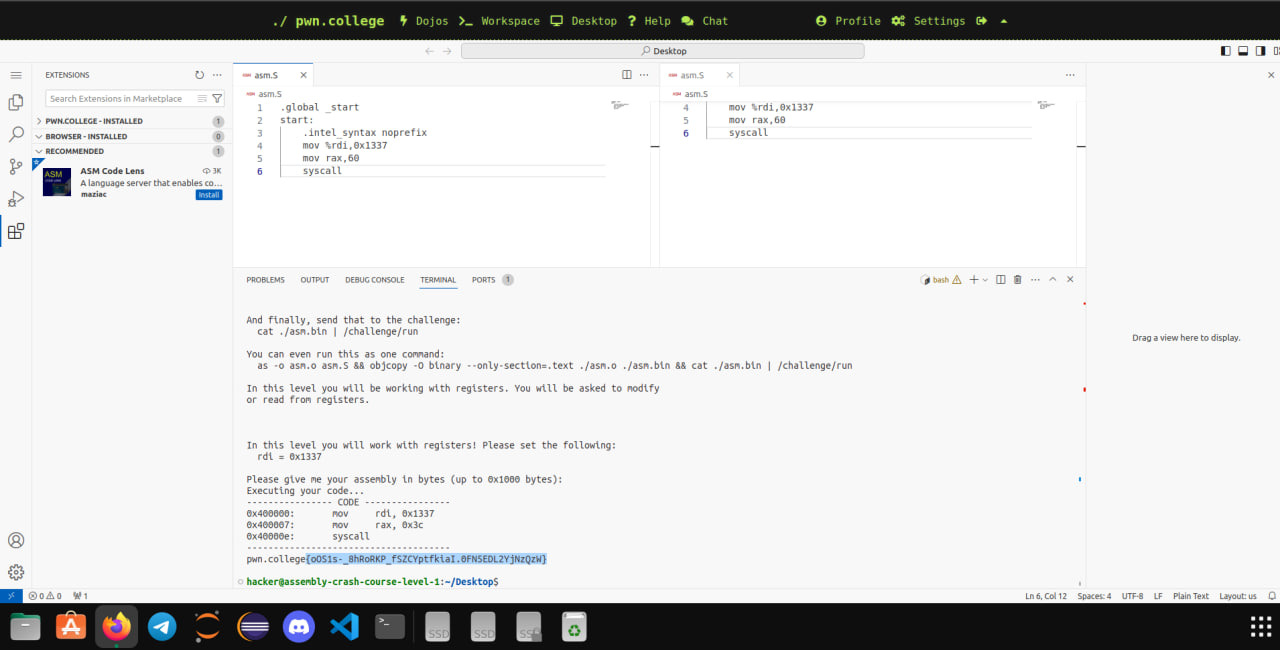 ./ pwn.college Dojos Workspace Desktop Help Chat Profile Settings
Desktop
EXTENSIONS
Search Extensions in Marketplace
PWN.COLLEGE - INSTALLED 1
BROWSER - INSTALLED 0
RECOMMENDED 1
ASM
ASM Code Lens 3K
A language server that enables co...
maziac Install
asm.S
asm.S
1 .global _start
2 start:
3 .intel_syntax noprefix
4 mov %rdi,0x1337
5 mov rax,60
6 syscall
asm.S
asm.S
4 mov %rdi,0x1337
5 mov rax,60
6 syscall
Drag a view here to display.
PROBLEMS OUTPUT DEBUG CONSOLE TERMINAL PORTS 1 bash
And finally, send that to the challenge:
cat ./asm.bin | /challenge/run
You can even run this as one command:
as -o asm.o asm.S && objcopy -O binary --only-section=.text ./asm.o ./asm.bin && cat ./asm.bin | /challenge/run
In this level you will be working with registers. You will be asked to modify
or read from registers.
In this level you will work with registers! Please set the following:
rdi = 0x1337
Please give me your assembly in bytes (up to 0x1000 bytes):
Executing your code...
---------------- CODE ----------------
0x400000: mov rdi, 0x1337
0x400007: mov rax, 0x3c
0x40000e: syscall
--------------------------------------
pwn.college{oOS1s-_8hRoRKP_fSZCYptfkiaI.0FN5EDL2YjNzQzW}
hacker@assembly-crash-course-level-1:~/Desktop$
0 0 1 Ln 6, Col 12 Spaces: 4 UTF-8 LF Plain Text Layout: us
SSD SSD